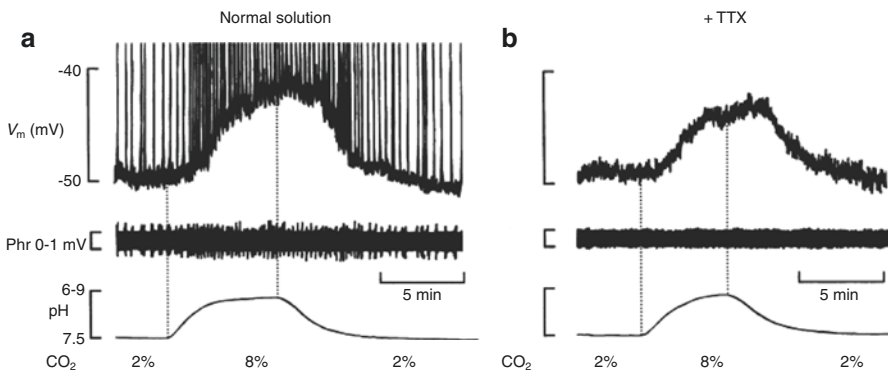 Normal solution
+ TTX
a
b
-40
Vm (mV)
-50
Phr 0-1 mV
5 min
5 min
6-9
pH
7.5
CO2 2% 8% 2%
CO2 2% 8% 2%